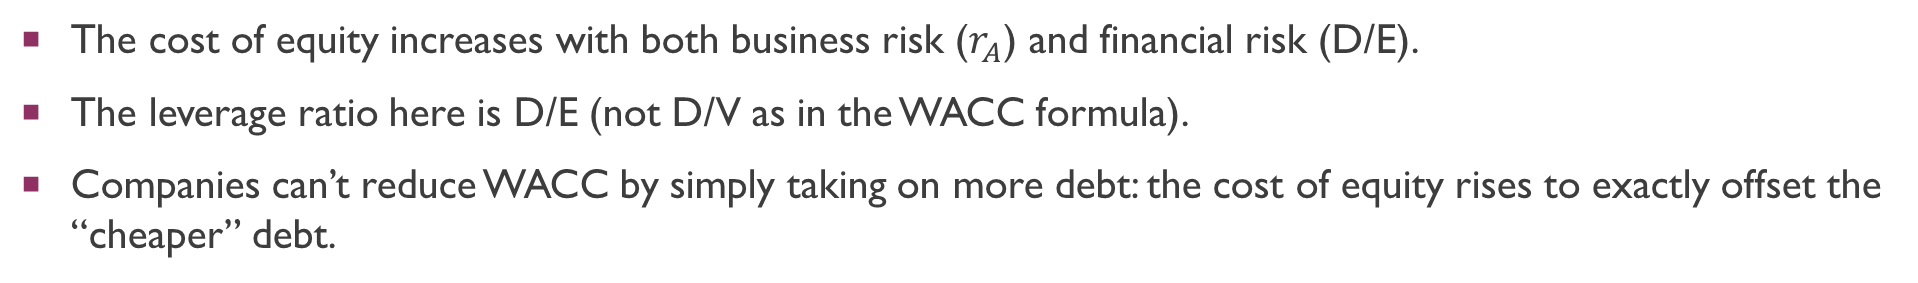 ▪ The cost of equity increases with both business risk (r_A) and financial risk (D/E).
▪ The leverage ratio here is D/E (not D/V as in the WACC formula).
▪ Companies can’t reduce WACC by simply taking on more debt: the cost of equity rises to exactly offset the
“cheaper” debt.